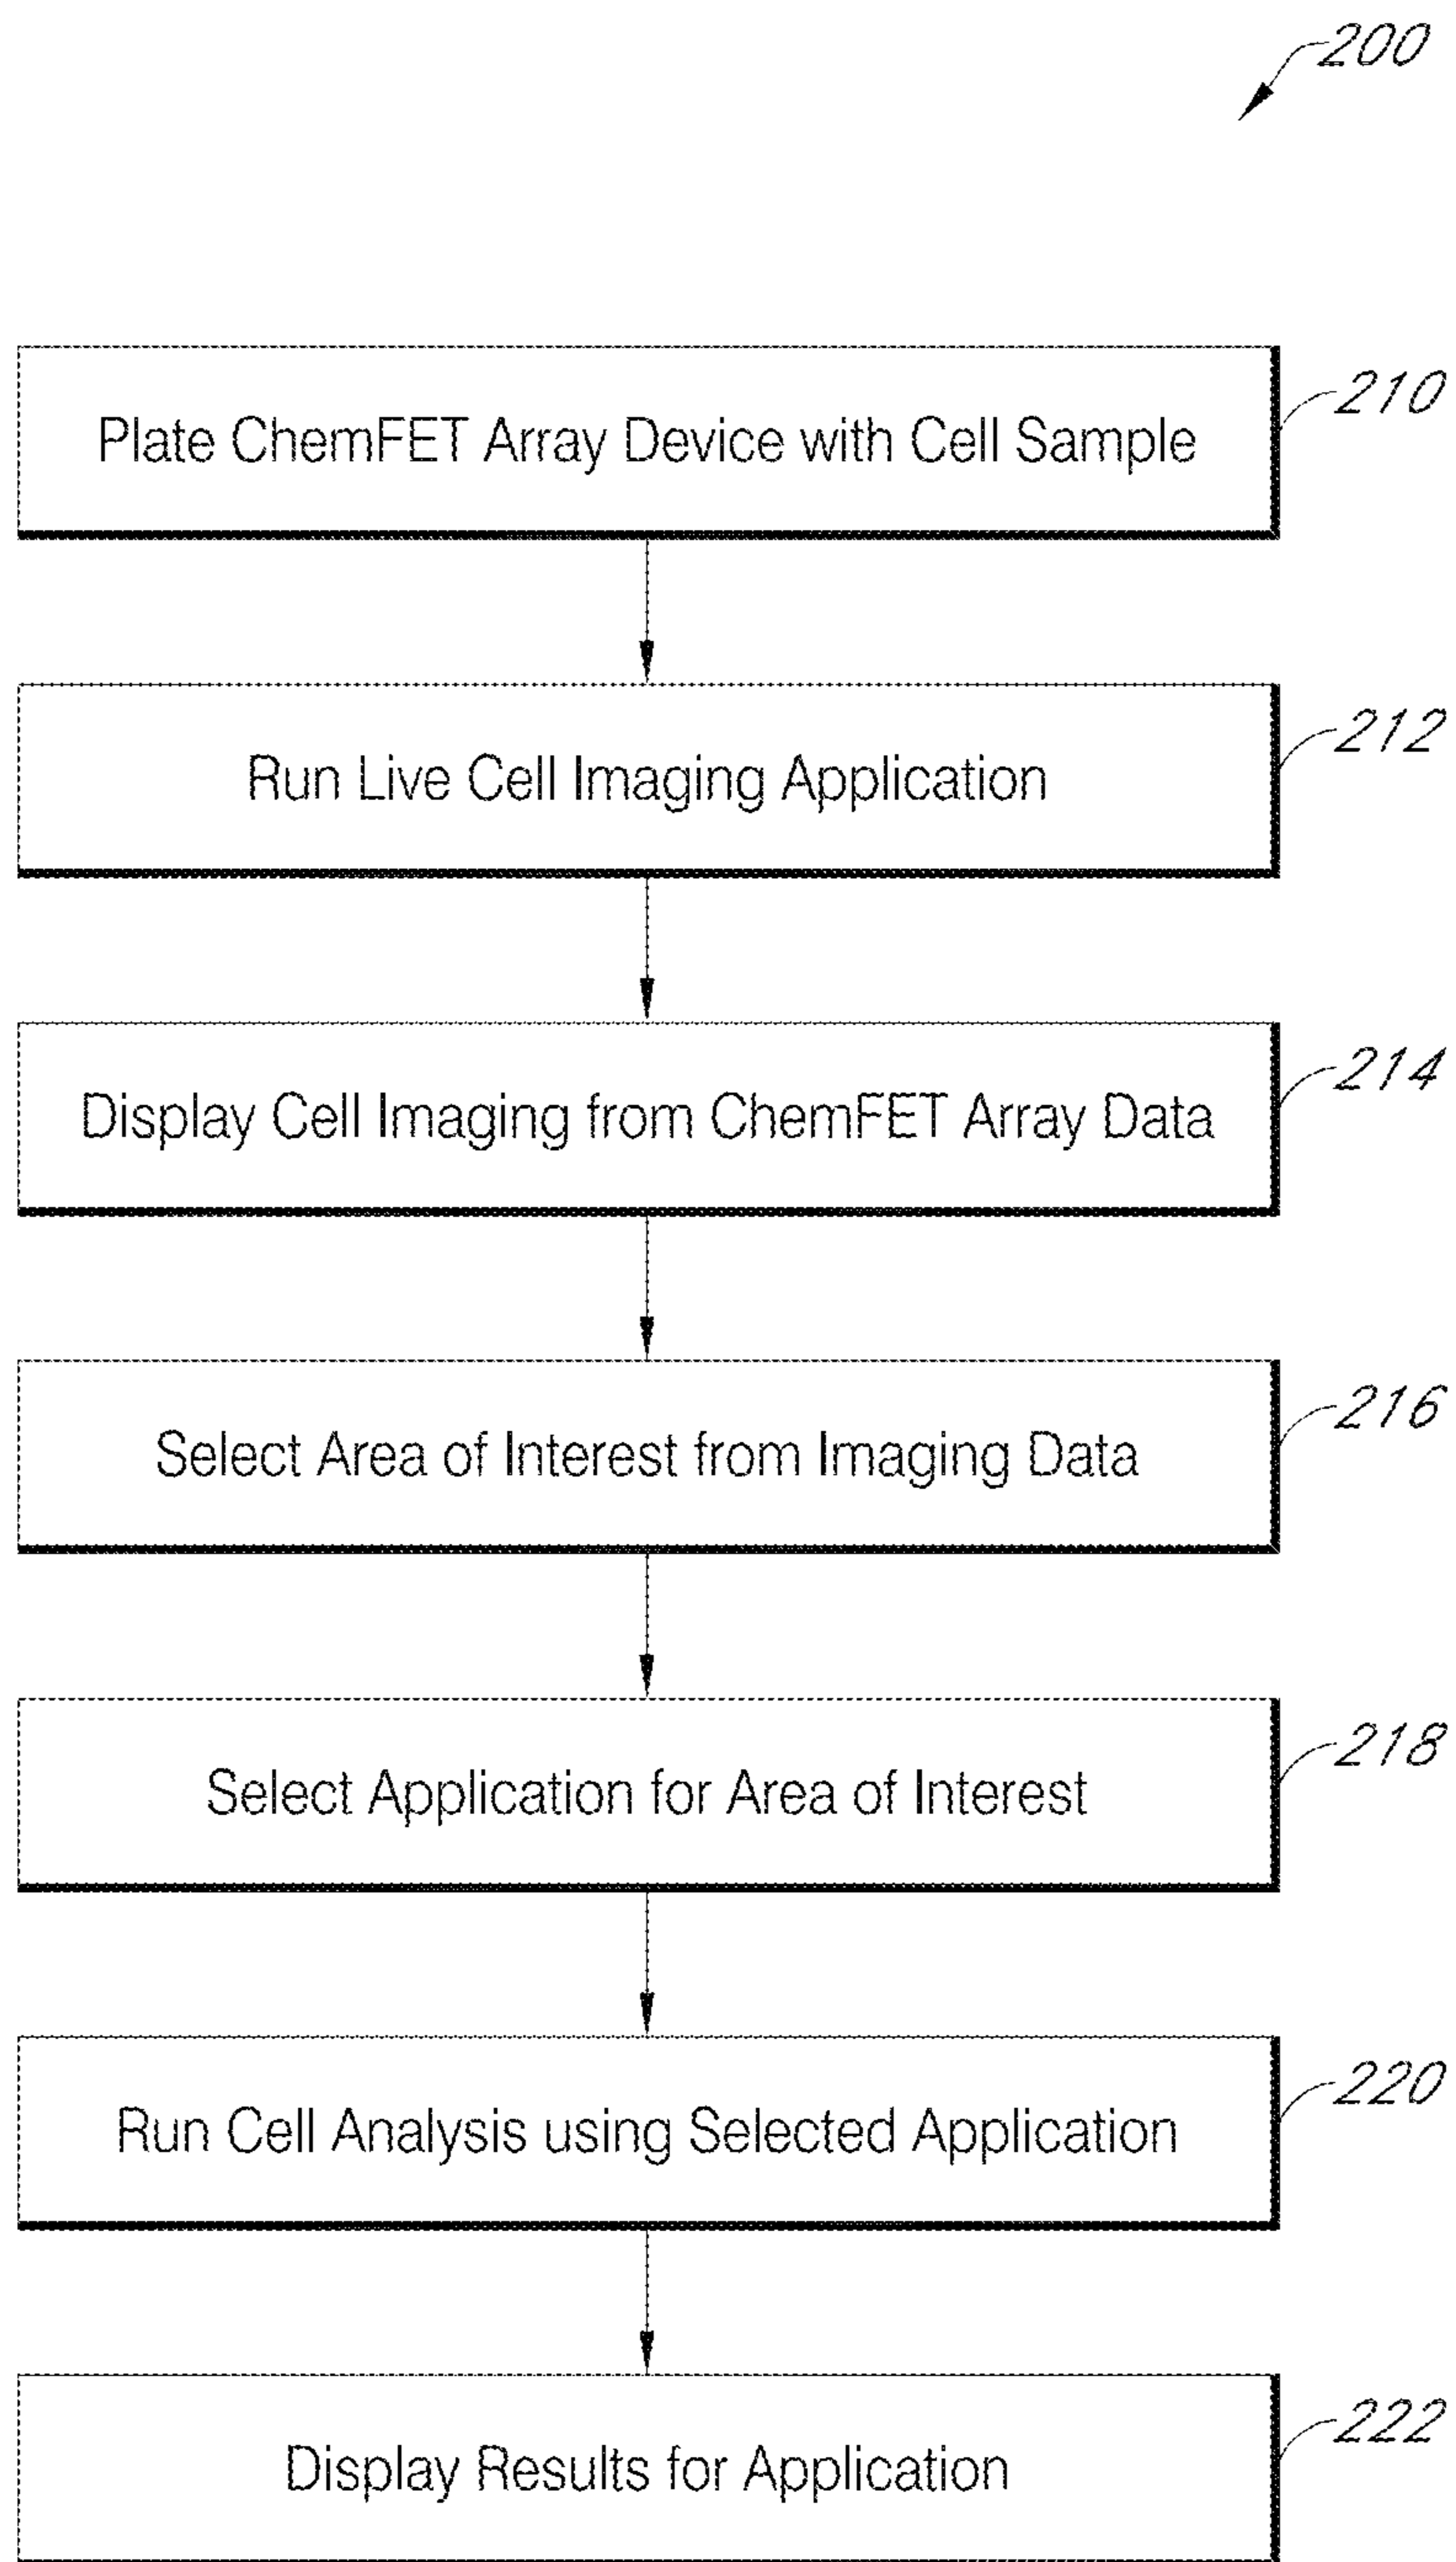 200
Plate ChemFET Array Device with Cell Sample
210
Run Live Cell Imaging Application
212
Display Cell Imaging from ChemFET Array Data
214
Select Area of Interest from Imaging Data
216
Select Application for Area of Interest
218
Run Cell Analysis using Selected Application
220
Display Results for Application
222